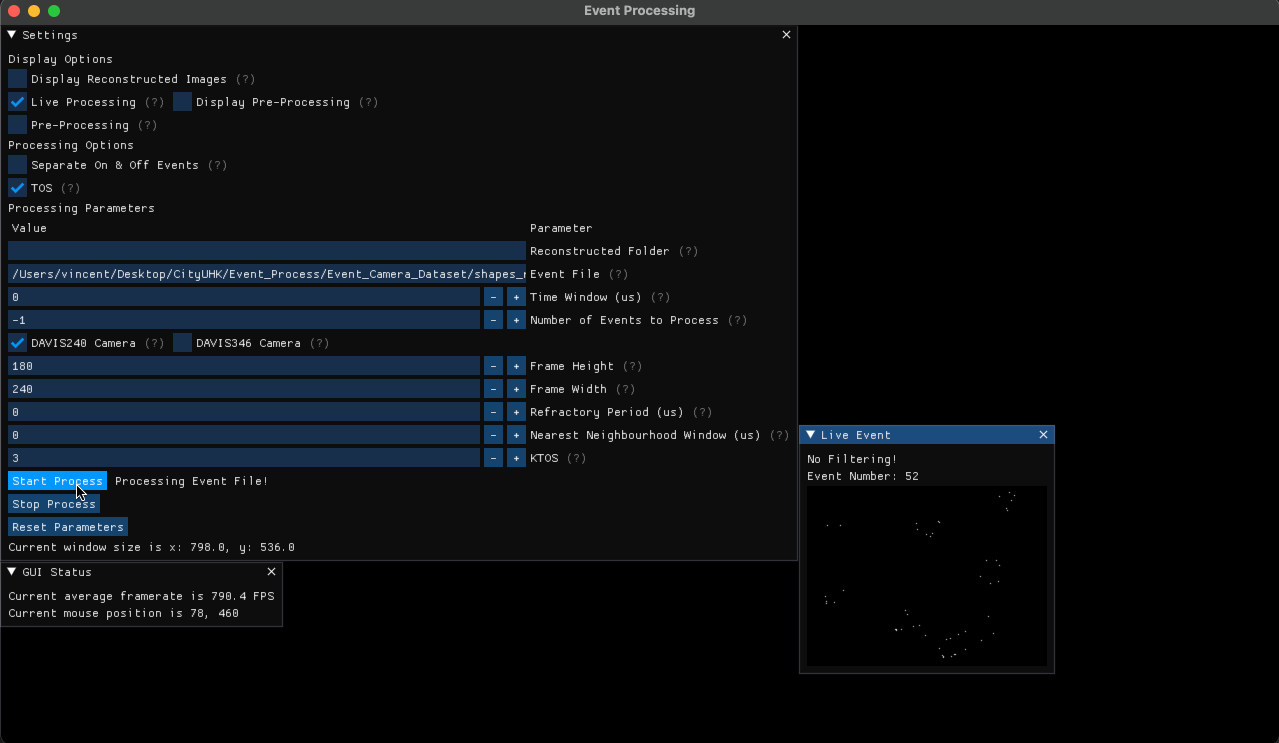 Event Processing
Settings
Display Options
Display Reconstructed Images (?)
Live Processing (?) Display Pre-Processing (?)
Pre-Processing (?)
Processing Options
Separate On & Off Events (?)
TOS (?)
Processing Parameters
Value Parameter
Reconstructed Folder (?)
/Users/vincent/Desktop/CityUHK/Event_Process/Event_Camera_Dataset/shapes_ Event File (?)
0 - + Time Window (us) (?)
-1 - + Number of Events to Process (?)
DAVIS240 Camera (?) DAVIS346 Camera (?)
180 - + Frame Height (?)
240 - + Frame Width (?)
0 - + Refractory Period (us) (?)
0 - + Nearest Neighbourhood Window (us) (?)
3 - + KTOS (?)
Start Process Processing Event File!
Stop Process
Reset Parameters
Current window size is x: 798.0, y: 536.0
GUI Status
Current average framerate is 790.4 FPS
Current mouse position is 78, 460
Live Event
No Filtering!
Event Number: 52